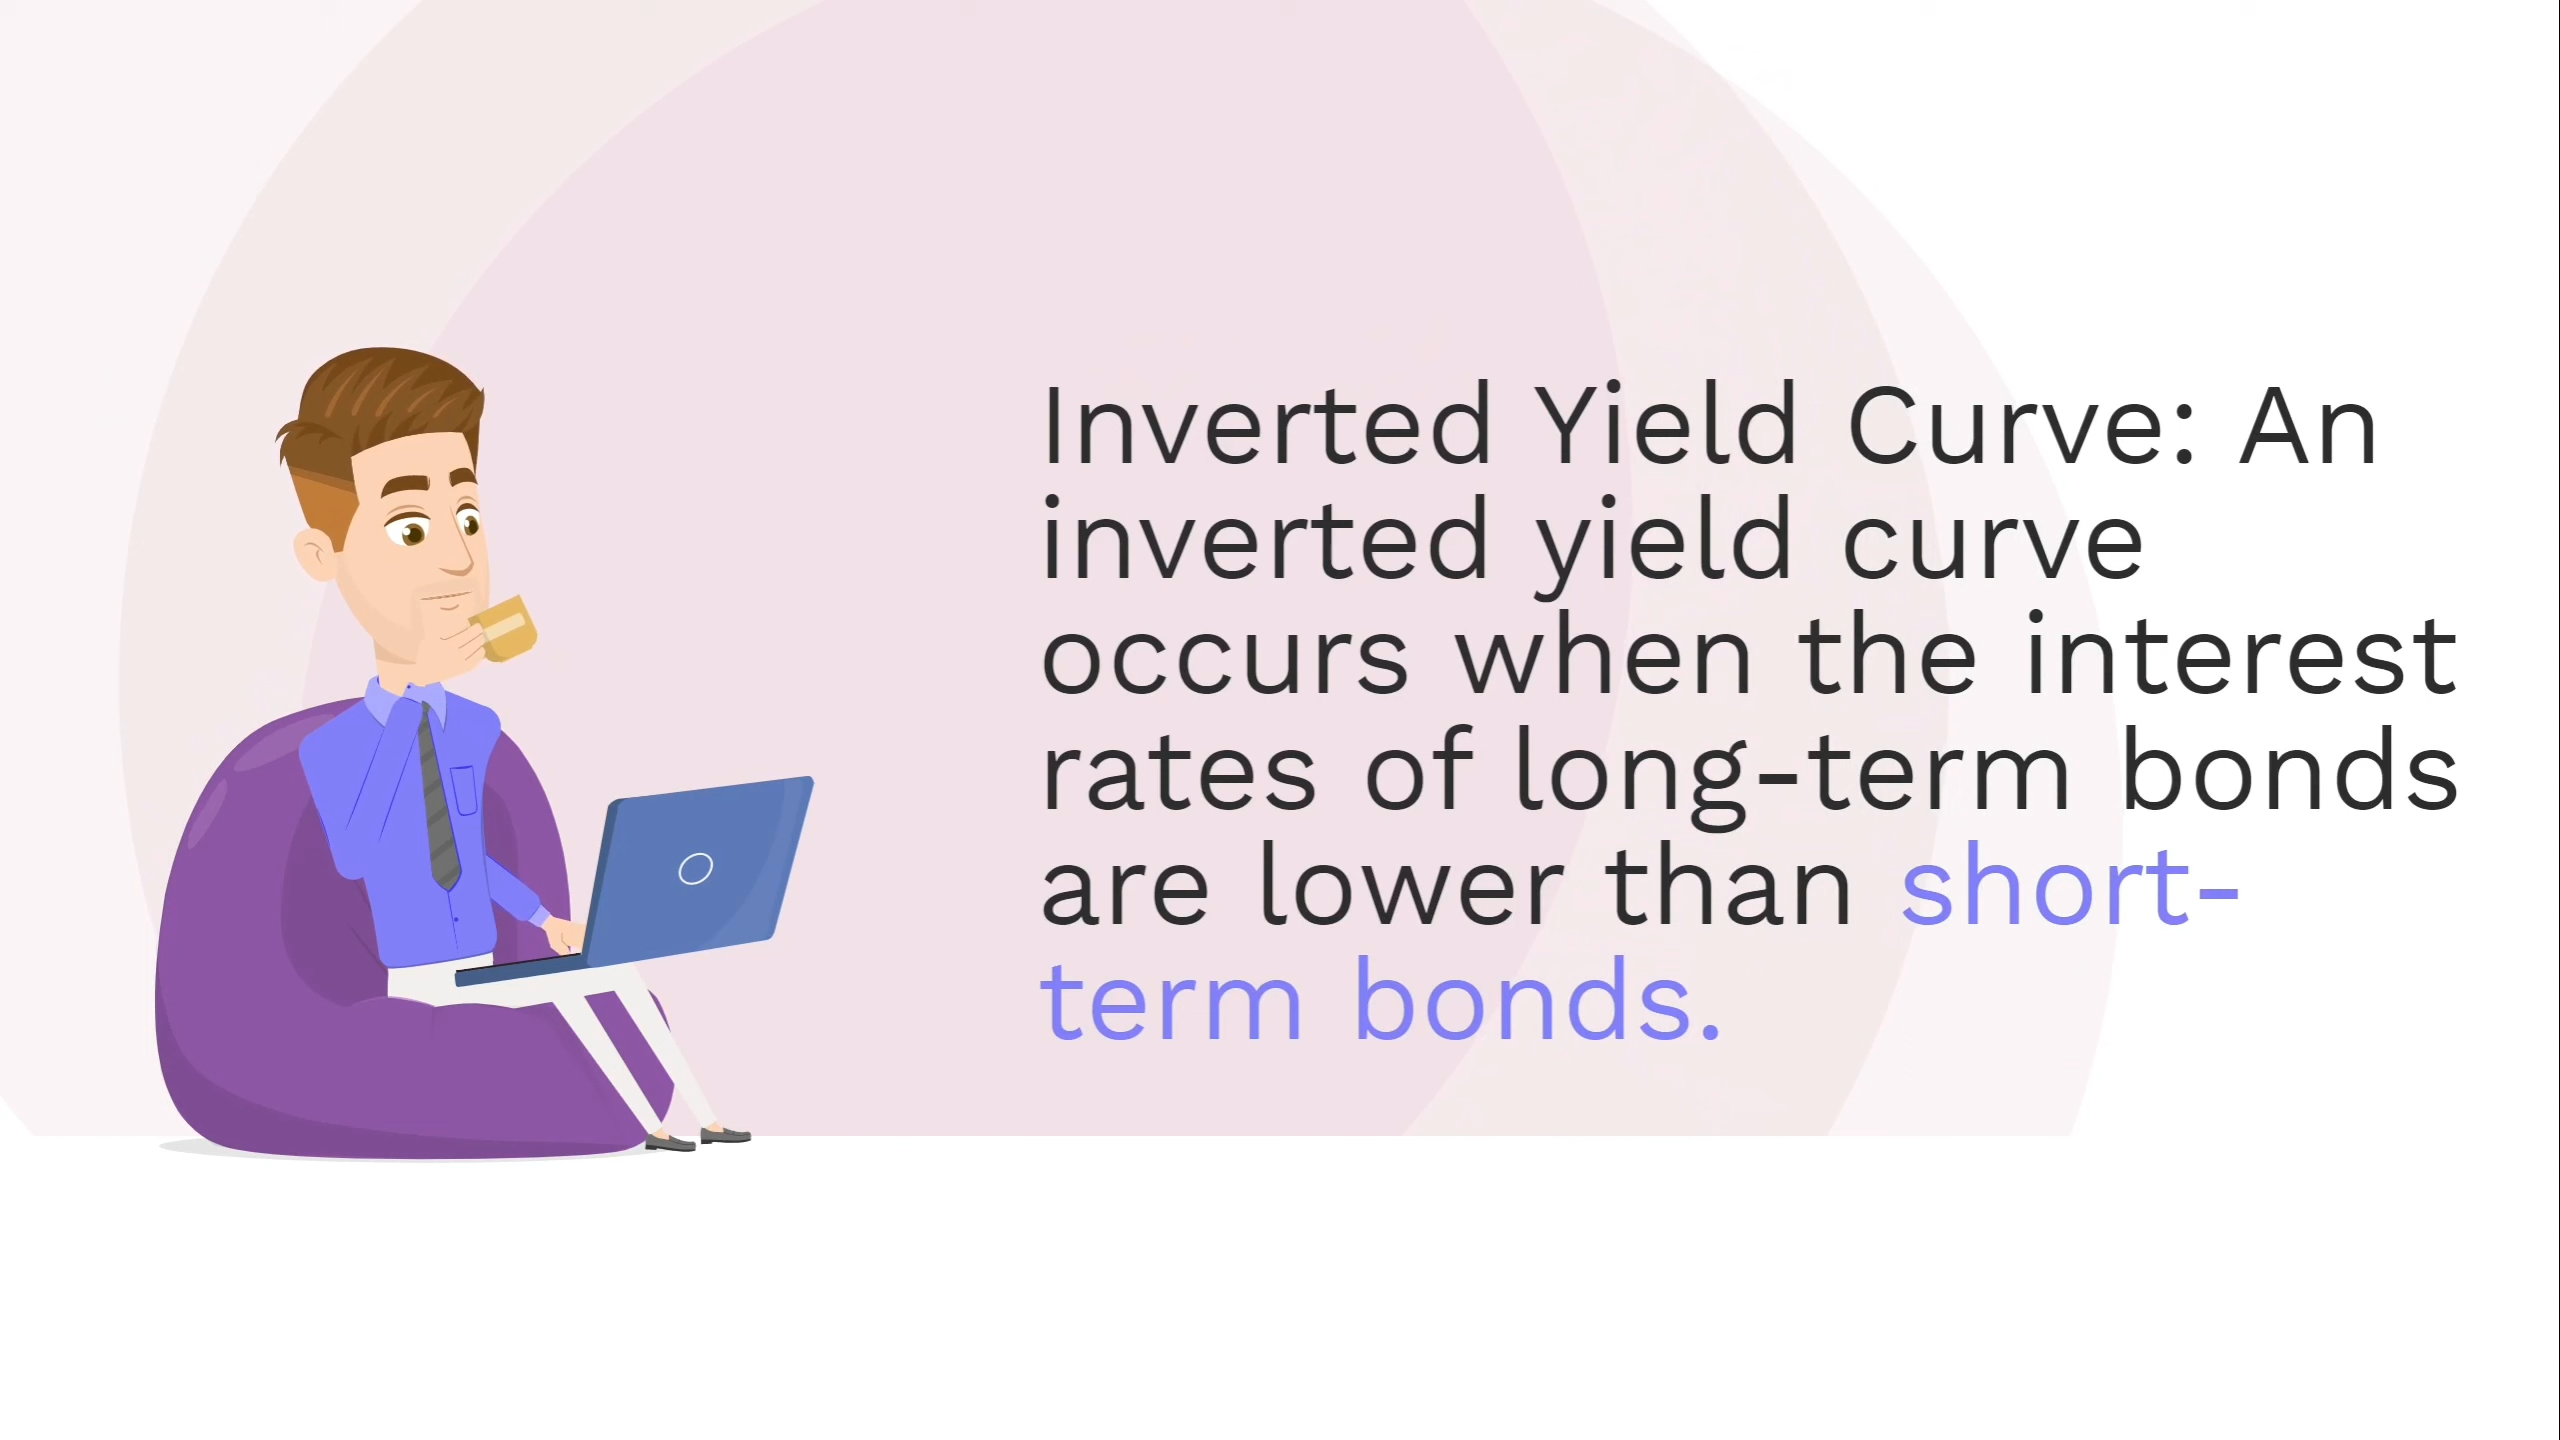 Inverted Yield Curve: An
inverted yield curve
occurs when the interest
rates of long-term bonds
are lower than short-
term bonds.